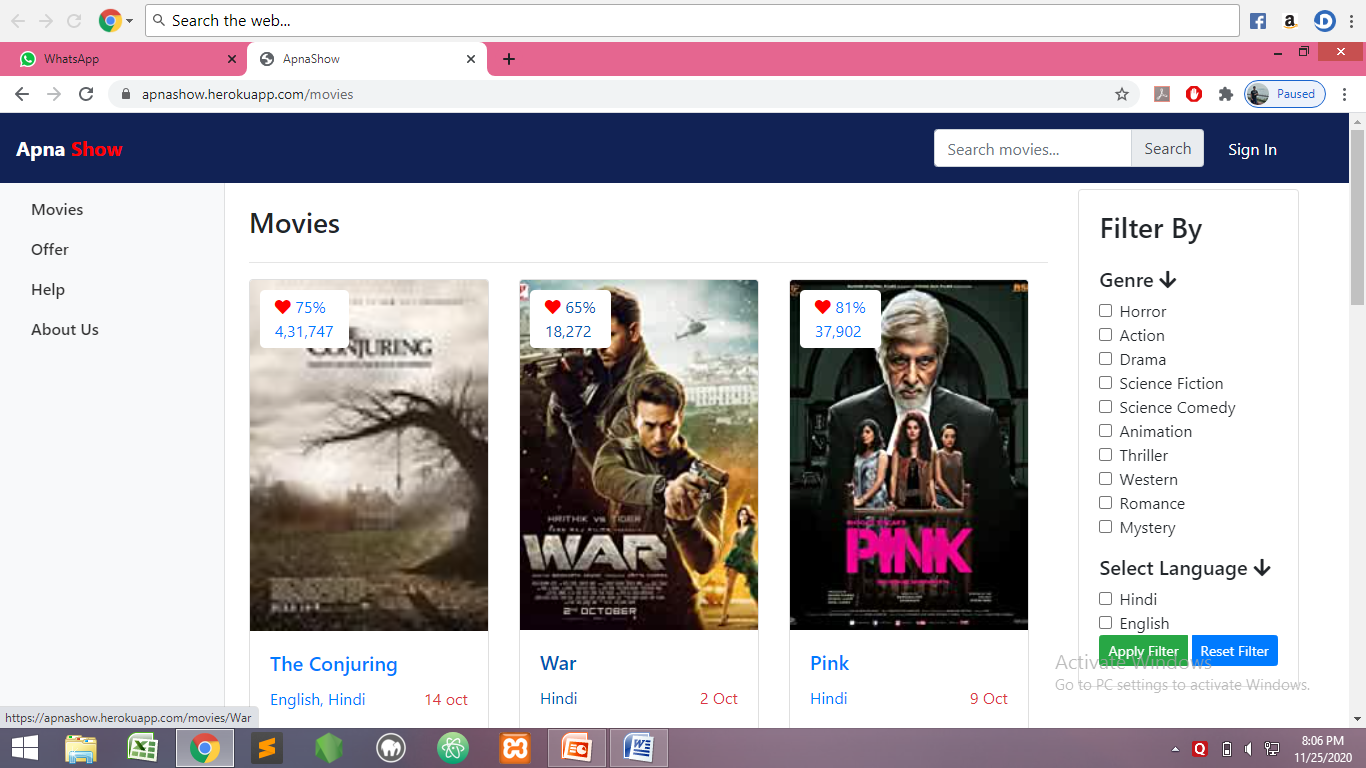 Search the web...
WhatsApp
ApnaShow
apnashow.herokuapp.com/movies
Paused
Apna Show
Search movies...
Search
Sign In
Movies
Offer
Help
About Us
Movies
75%
4,31,747
CONJURING
The Conjuring
English, Hindi
14 oct
65%
18,272
HRITHIK VS TIGER
WAR
2ND OCTOBER
War
Hindi
2 Oct
81%
37,902
PINK
Pink
Hindi
9 Oct
Filter By
Genre
Horror
Action
Drama
Science Fiction
Science Comedy
Animation
Thriller
Western
Romance
Mystery
Select Language
Hindi
English
Apply Filter
Reset Filter
Activate Windows
Go to PC settings to activate Windows.
https://apnashow.herokuapp.com/movies/War
8:06 PM
11/25/2020